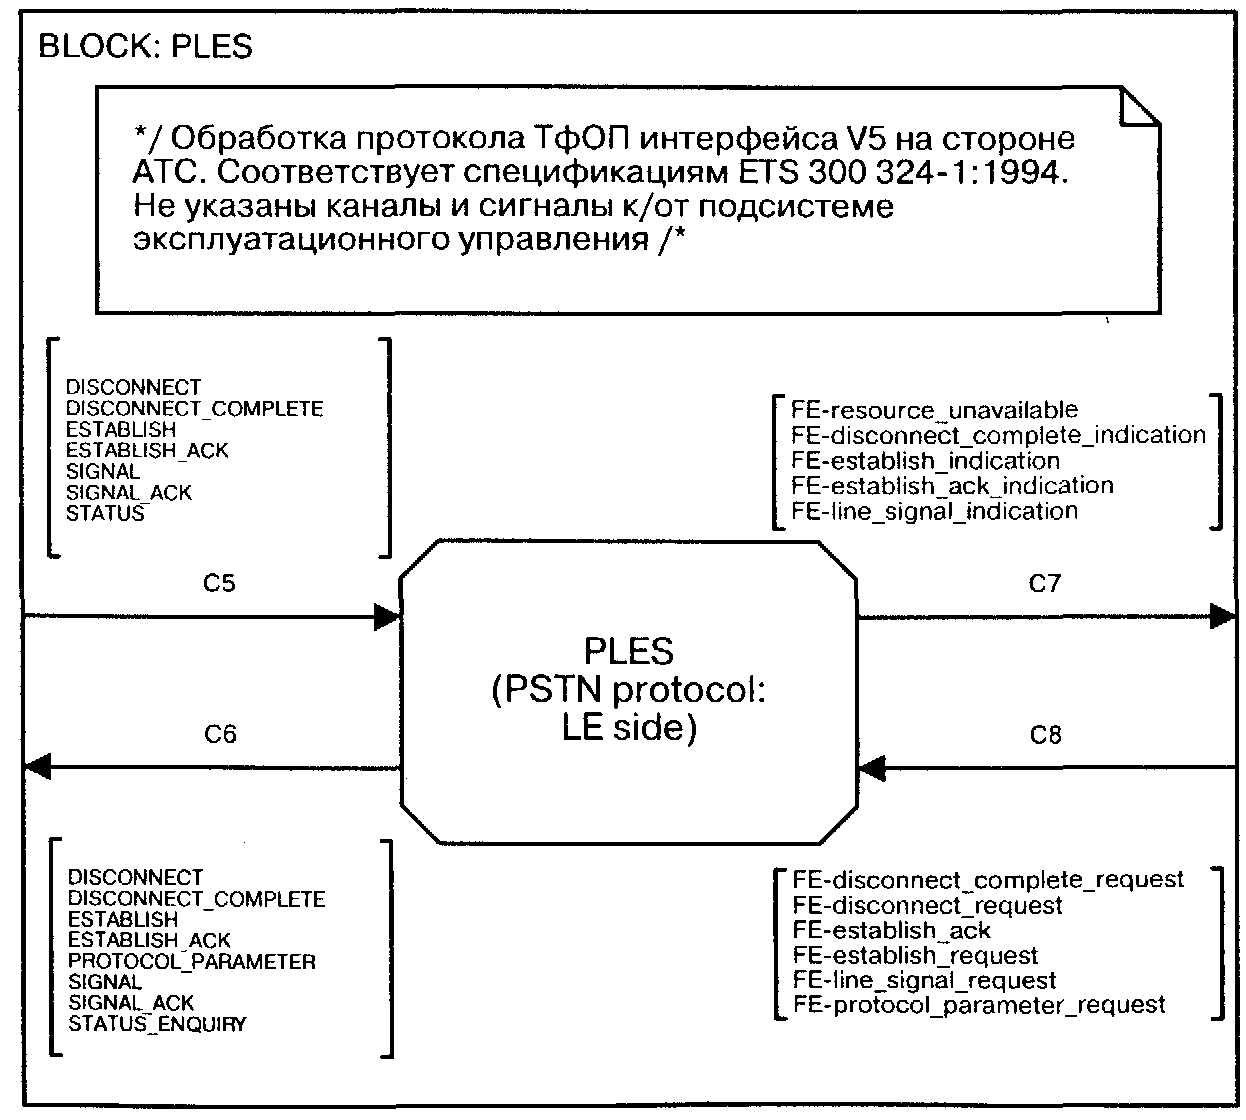 BLOCK: PLES
*/ Обработка протокола ТфОП интерфейса V5 на стороне
АТС. Соответствует спецификациям ETS 300 324-1:1994.
Не указаны каналы и сигналы к/от подсистеме
эксплуатационного управления /*
DISCONNECT
DISCONNECT_COMPLETE
ESTABLISH
ESTABLISH_ACK
SIGNAL
SIGNAL_ACK
STATUS
FE-resource_unavailable
FE-disconnect_complete_indication
FE-establish_indication
FE-establish_ack_indication
FE-line_signal_indication
C5
C7
PLES
(PSTN protocol:
LE side)
C6
C8
DISCONNECT
DISCONNECT_COMPLETE
ESTABLISH
ESTABLISH_ACK
PROTOCOL_PARAMETER
SIGNAL
SIGNAL_ACK
STATUS_ENQUIRY
FE-disconnect_complete_request
FE-disconnect_request
FE-establish_ack
FE-establish_request
FE-line_signal_request
FE-protocol_parameter_request